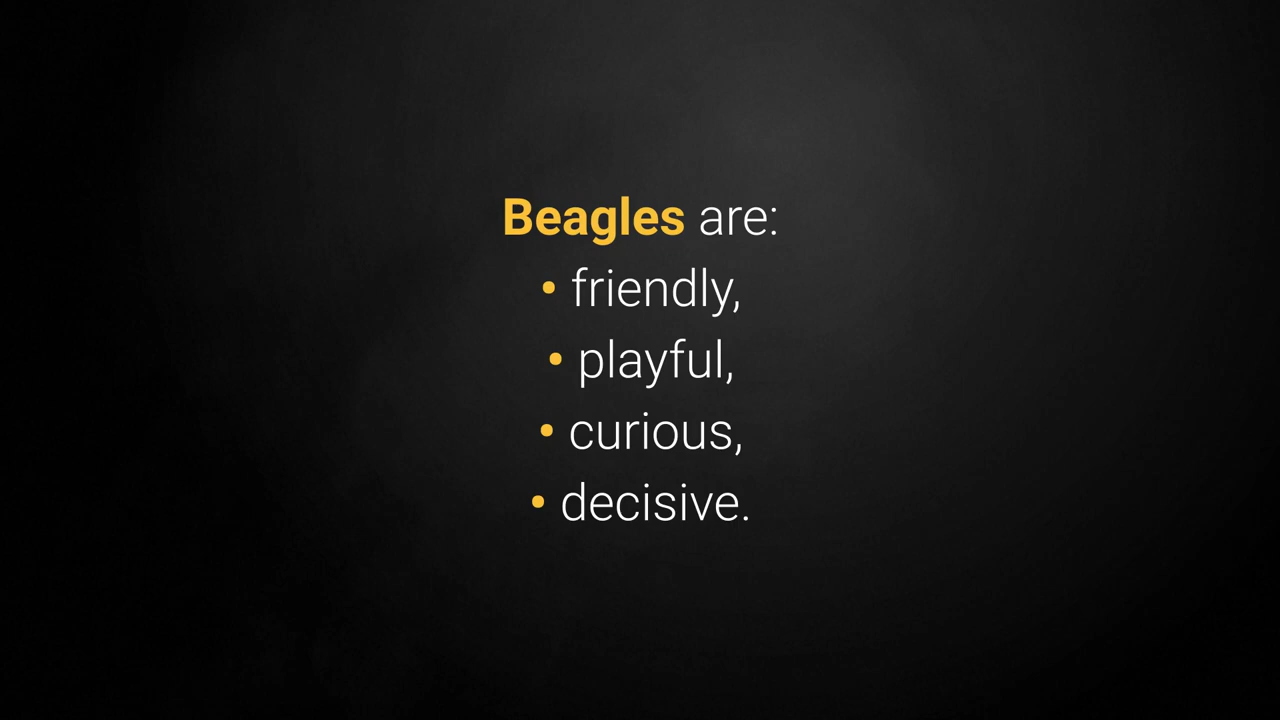 Beagles are:
• friendly,
• playful,
• curious,
• decisive.